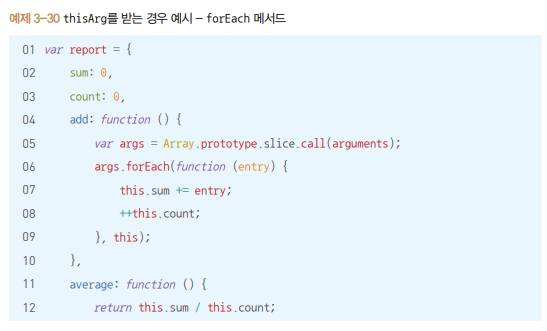 예제 3-30 thisArg를 받는 경우 예시 – forEach 메서드
01 var report = {
02     sum: 0,
03     count: 0,
04     add: function () {
05         var args = Array.prototype.slice.call(arguments);
06         args.forEach(function (entry) {
07             this.sum += entry;
08             ++this.count;
09         }, this);
10     },
11     average: function () {
12         return this.sum / this.count;